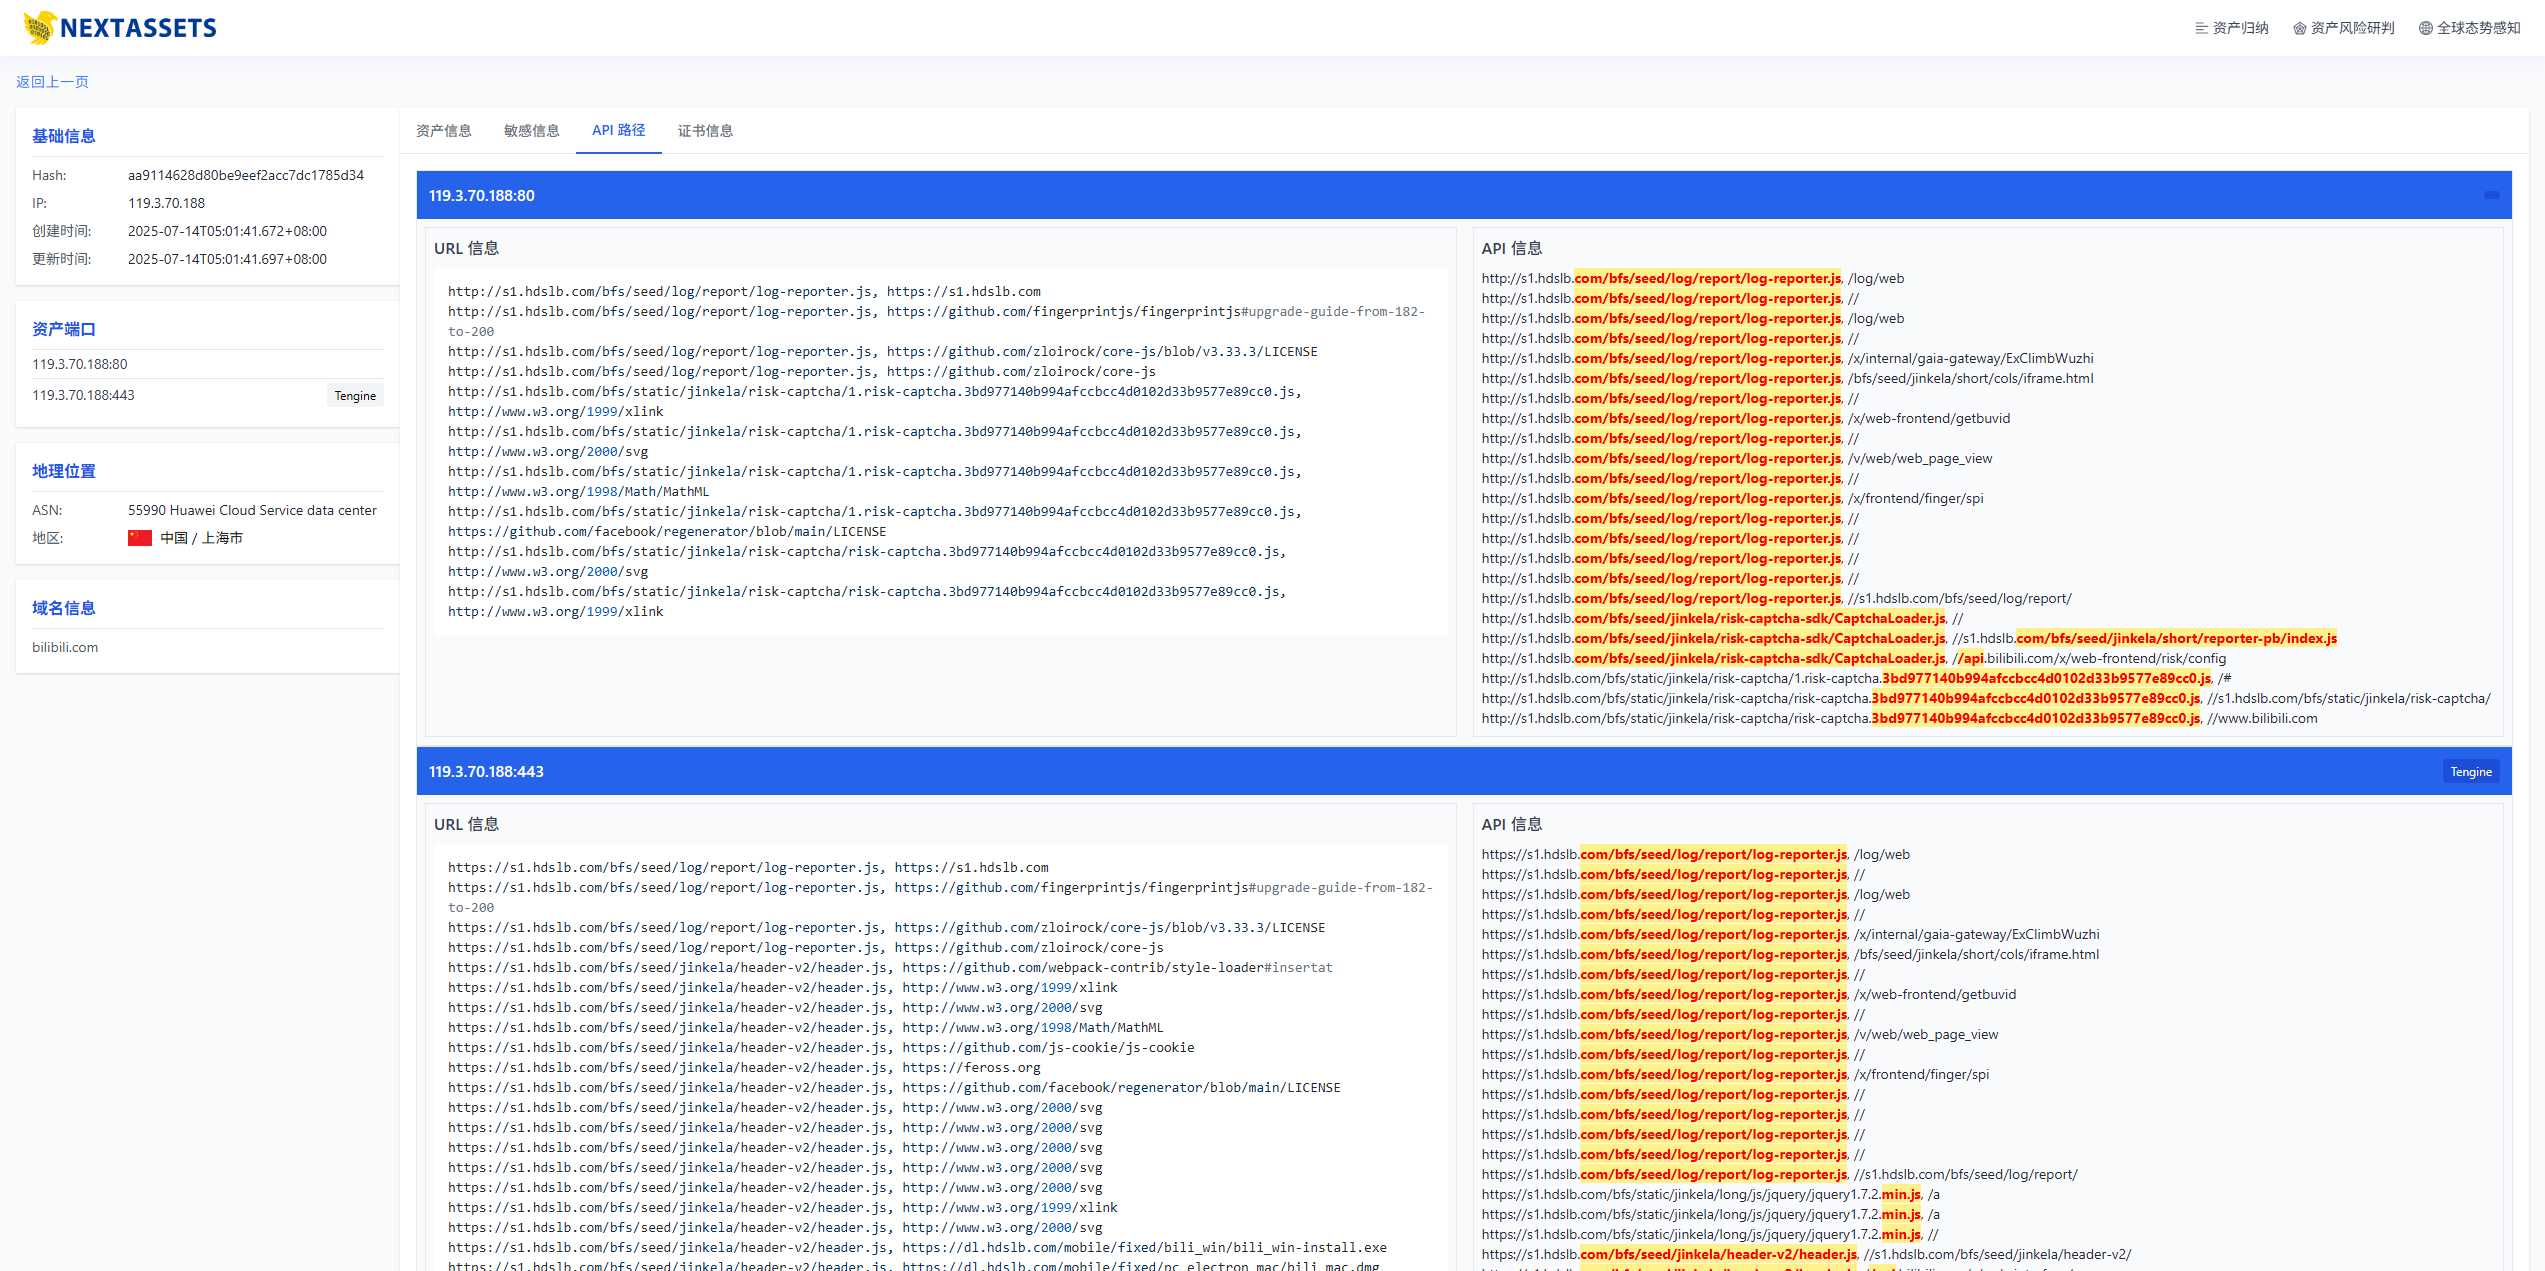 NEXTASSETS
资产归纳
资产风险研判
全球态势感知
返回上一页
基础信息
Hash: aa9114628d80be9eef2acc7dc1785d34
IP: 119.3.70.188
创建时间: 2025-07-14T05:01:41.672+08:00
更新时间: 2025-07-14T05:01:41.697+08:00
资产端口
119.3.70.188:80
119.3.70.188:443 Tengine
地理位置
ASN: 55990 Huawei Cloud Service data center
地区: 中国 / 上海市
域名信息
bilibili.com
资产信息 敏感信息 API 路径 证书信息
119.3.70.188:80
URL 信息
http://s1.hdslb.com/bfs/seed/log/report/log-reporter.js, https://s1.hdslb.com
http://s1.hdslb.com/bfs/seed/log/report/log-reporter.js, https://github.com/fingerprintjs/fingerprintjs#upgrade-guide-from-182-
to-200
http://s1.hdslb.com/bfs/seed/log/report/log-reporter.js, https://github.com/zloirock/core-js/blob/v3.33.3/LICENSE
http://s1.hdslb.com/bfs/seed/log/report/log-reporter.js, https://github.com/zloirock/core-js
http://s1.hdslb.com/bfs/static/jinkela/risk-captcha/1.risk-captcha.3bd977140b994afccbcc4d0102d33b9577e89cc0.js,
http://www.w3.org/1999/xlink
http://s1.hdslb.com/bfs/static/jinkela/risk-captcha/1.risk-captcha.3bd977140b994afccbcc4d0102d33b9577e89cc0.js,
http://www.w3.org/2000/svg
http://s1.hdslb.com/bfs/static/jinkela/risk-captcha/1.risk-captcha.3bd977140b994afccbcc4d0102d33b9577e89cc0.js,
http://www.w3.org/1998/Math/MathML
http://s1.hdslb.com/bfs/static/jinkela/risk-captcha/1.risk-captcha.3bd977140b994afccbcc4d0102d33b9577e89cc0.js,
https://github.com/facebook/regenerator/blob/main/LICENSE
http://s1.hdslb.com/bfs/static/jinkela/risk-captcha/risk-captcha.3bd977140b994afccbcc4d0102d33b9577e89cc0.js,
http://www.w3.org/2000/svg
http://s1.hdslb.com/bfs/static/jinkela/risk-captcha/risk-captcha.3bd977140b994afccbcc4d0102d33b9577e89cc0.js,
http://www.w3.org/1999/xlink
API 信息
http://s1.hdslb.com/bfs/seed/log/report/log-reporter.js, /log/web
http://s1.hdslb.com/bfs/seed/log/report/log-reporter.js, //
http://s1.hdslb.com/bfs/seed/log/report/log-reporter.js, /log/web
http://s1.hdslb.com/bfs/seed/log/report/log-reporter.js, //
http://s1.hdslb.com/bfs/seed/log/report/log-reporter.js, /x/internal/gaia-gateway/ExClimbWuzhi
http://s1.hdslb.com/bfs/seed/log/report/log-reporter.js, /bfs/seed/jinkela/short/cols/iframe.html
http://s1.hdslb.com/bfs/seed/log/report/log-reporter.js, //
http://s1.hdslb.com/bfs/seed/log/report/log-reporter.js, /x/web-frontend/getbuvid
http://s1.hdslb.com/bfs/seed/log/report/log-reporter.js, //
http://s1.hdslb.com/bfs/seed/log/report/log-reporter.js, /v/web/web_page_view
http://s1.hdslb.com/bfs/seed/log/report/log-reporter.js, //
http://s1.hdslb.com/bfs/seed/log/report/log-reporter.js, /x/frontend/finger/spi
http://s1.hdslb.com/bfs/seed/log/report/log-reporter.js, //
http://s1.hdslb.com/bfs/seed/log/report/log-reporter.js, //
http://s1.hdslb.com/bfs/seed/log/report/log-reporter.js, //
http://s1.hdslb.com/bfs/seed/log/report/log-reporter.js, //
http://s1.hdslb.com/bfs/seed/log/report/log-reporter.js, //s1.hdslb.com/bfs/seed/log/report/
http://s1.hdslb.com/bfs/seed/jinkela/risk-captcha-sdk/CaptchaLoader.js, //
http://s1.hdslb.com/bfs/seed/jinkela/risk-captcha-sdk/CaptchaLoader.js, //s1.hdslb.com/bfs/seed/jinkela/short/reporter-pb/index.js
http://s1.hdslb.com/bfs/seed/jinkela/risk-captcha-sdk/CaptchaLoader.js, //api.bilibili.com/x/web-frontend/risk/config
http://s1.hdslb.com/bfs/static/jinkela/risk-captcha/1.risk-captcha.3bd977140b994afccbcc4d0102d33b9577e89cc0.js, /#
http://s1.hdslb.com/bfs/static/jinkela/risk-captcha/risk-captcha.3bd977140b994afccbcc4d0102d33b9577e89cc0.js, //s1.hdslb.com/bfs/static/jinkela/risk-captcha/
http://s1.hdslb.com/bfs/static/jinkela/risk-captcha/risk-captcha.3bd977140b994afccbcc4d0102d33b9577e89cc0.js, //www.bilibili.com
119.3.70.188:443 Tengine
URL 信息
https://s1.hdslb.com/bfs/seed/log/report/log-reporter.js, https://s1.hdslb.com
https://s1.hdslb.com/bfs/seed/log/report/log-reporter.js, https://github.com/fingerprintjs/fingerprintjs#upgrade-guide-from-182-
to-200
https://s1.hdslb.com/bfs/seed/log/report/log-reporter.js, https://github.com/zloirock/core-js/blob/v3.33.3/LICENSE
https://s1.hdslb.com/bfs/seed/log/report/log-reporter.js, https://github.com/zloirock/core-js
https://s1.hdslb.com/bfs/seed/jinkela/header-v2/header.js, https://github.com/webpack-contrib/style-loader#insertat
https://s1.hdslb.com/bfs/seed/jinkela/header-v2/header.js, http://www.w3.org/1999/xlink
https://s1.hdslb.com/bfs/seed/jinkela/header-v2/header.js, http://www.w3.org/2000/svg
https://s1.hdslb.com/bfs/seed/jinkela/header-v2/header.js, http://www.w3.org/1998/Math/MathML
https://s1.hdslb.com/bfs/seed/jinkela/header-v2/header.js, https://github.com/js-cookie/js-cookie
https://s1.hdslb.com/bfs/seed/jinkela/header-v2/header.js, https://feross.org
https://s1.hdslb.com/bfs/seed/jinkela/header-v2/header.js, https://github.com/facebook/regenerator/blob/main/LICENSE
https://s1.hdslb.com/bfs/seed/jinkela/header-v2/header.js, http://www.w3.org/2000/svg
https://s1.hdslb.com/bfs/seed/jinkela/header-v2/header.js, http://www.w3.org/2000/svg
https://s1.hdslb.com/bfs/seed/jinkela/header-v2/header.js, http://www.w3.org/2000/svg
https://s1.hdslb.com/bfs/seed/jinkela/header-v2/header.js, http://www.w3.org/2000/svg
https://s1.hdslb.com/bfs/seed/jinkela/header-v2/header.js, http://www.w3.org/2000/svg
https://s1.hdslb.com/bfs/seed/jinkela/header-v2/header.js, http://www.w3.org/1999/xlink
https://s1.hdslb.com/bfs/seed/jinkela/header-v2/header.js, http://www.w3.org/2000/svg
https://s1.hdslb.com/bfs/seed/jinkela/header-v2/header.js, https://dl.hdslb.com/mobile/fixed/bili_win/bili_win-install.exe
https://s1.hdslb.com/bfs/seed/jinkela/header-v2/header.js, https://dl.hdslb.com/mobile/fixed/pc_electron_mac/bili_mac.dmg
API 信息
https://s1.hdslb.com/bfs/seed/log/report/log-reporter.js, /log/web
https://s1.hdslb.com/bfs/seed/log/report/log-reporter.js, //
https://s1.hdslb.com/bfs/seed/log/report/log-reporter.js, /log/web
https://s1.hdslb.com/bfs/seed/log/report/log-reporter.js, //
https://s1.hdslb.com/bfs/seed/log/report/log-reporter.js, /x/internal/gaia-gateway/ExClimbWuzhi
https://s1.hdslb.com/bfs/seed/log/report/log-reporter.js, /bfs/seed/jinkela/short/cols/iframe.html
https://s1.hdslb.com/bfs/seed/log/report/log-reporter.js, //
https://s1.hdslb.com/bfs/seed/log/report/log-reporter.js, /x/web-frontend/getbuvid
https://s1.hdslb.com/bfs/seed/log/report/log-reporter.js, //
https://s1.hdslb.com/bfs/seed/log/report/log-reporter.js, /v/web/web_page_view
https://s1.hdslb.com/bfs/seed/log/report/log-reporter.js, //
https://s1.hdslb.com/bfs/seed/log/report/log-reporter.js, /x/frontend/finger/spi
https://s1.hdslb.com/bfs/seed/log/report/log-reporter.js, //
https://s1.hdslb.com/bfs/seed/log/report/log-reporter.js, //
https://s1.hdslb.com/bfs/seed/log/report/log-reporter.js, //
https://s1.hdslb.com/bfs/seed/log/report/log-reporter.js, //
https://s1.hdslb.com/bfs/seed/log/report/log-reporter.js, //s1.hdslb.com/bfs/seed/log/report/
https://s1.hdslb.com/bfs/static/jinkela/long/js/jquery/jquery1.7.2.min.js, /a
https://s1.hdslb.com/bfs/static/jinkela/long/js/jquery/jquery1.7.2.min.js, /a
https://s1.hdslb.com/bfs/static/jinkela/long/js/jquery/jquery1.7.2.min.js, //
https://s1.hdslb.com/bfs/seed/jinkela/header-v2/header.js, //s1.hdslb.com/bfs/seed/jinkela/header-v2/